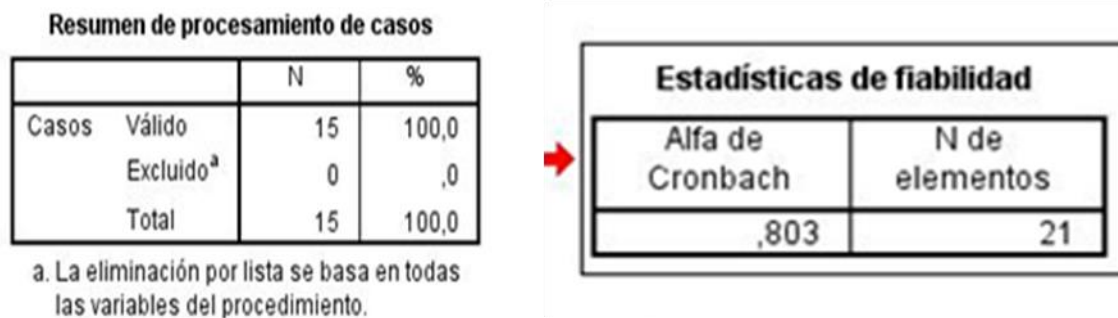 Resumen de procesamiento de casos
N %
Casos Válido 15 100,0
Excluidoª 0 ,0
Total 15 100,0
a. La eliminación por lista se basa en todas
las variables del procedimiento.
Estadísticas de fiabilidad
Alfa de N de
Cronbach elementos
,803 21